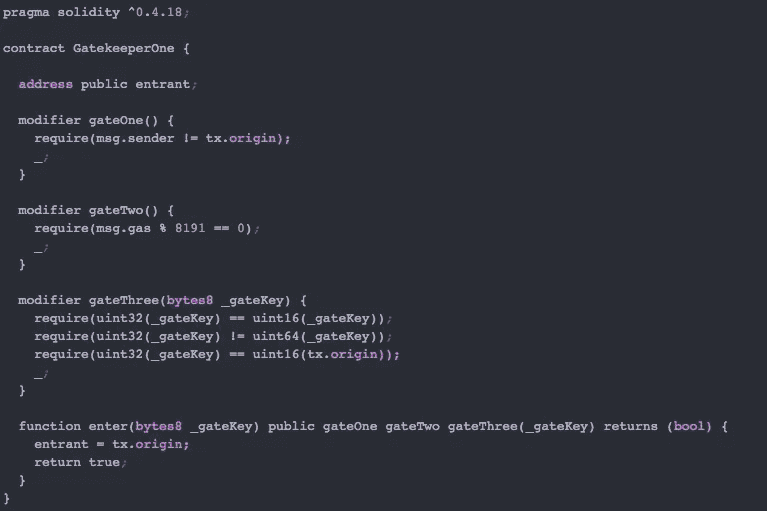 pragma solidity ^0.4.18;
contract GatekeeperOne {
address public entrant;
modifier gateOne() {
require(msg.sender != tx.origin);
_;
}
modifier gateTwo() {
require(msg.gas % 8191 == 0);
_;
}
modifier gateThree(bytes8 _gateKey) {
require(uint32(_gateKey) == uint16(_gateKey));
require(uint32(_gateKey) != uint64(_gateKey));
require(uint32(_gateKey) == uint16(tx.origin));
_;
}
function enter(bytes8 _gateKey) public gateOne gateTwo gateThree(_gateKey) returns (bool) {
entrant = tx.origin;
return true;
}
}